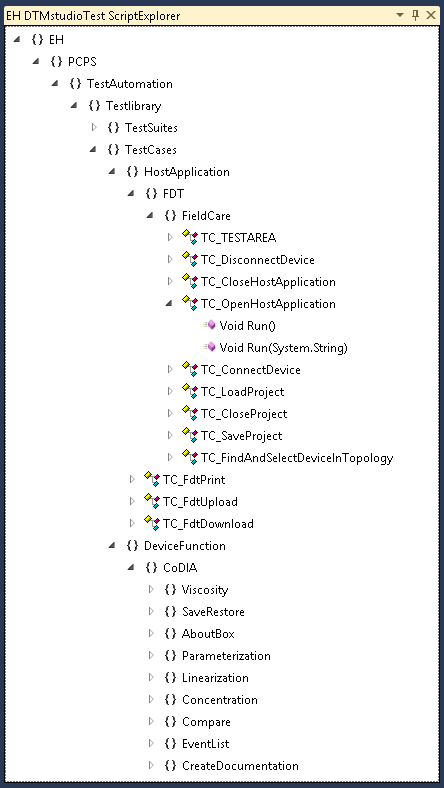 EH DTMstudioTest ScriptExplorer
{} EH
{} PCPS
{} TestAutomation
{} Testlibrary
{} TestSuites
{} TestCases
{} HostApplication
{} FDT
{} FieldCare
TC_TESTAREA
TC_DisconnectDevice
TC_CloseHostApplication
TC_OpenHostApplication
Void Run()
Void Run(System.String)
TC_ConnectDevice
TC_LoadProject
TC_CloseProject
TC_SaveProject
TC_FindAndSelectDeviceInTopology
TC_FdtPrint
TC_FdtUpload
TC_FdtDownload
{} DeviceFunction
{} CoDIA
{} Viscosity
{} SaveRestore
{} AboutBox
{} Parameterization
{} Linearization
{} Concentration
{} Compare
{} EventList
{} CreateDocumentation